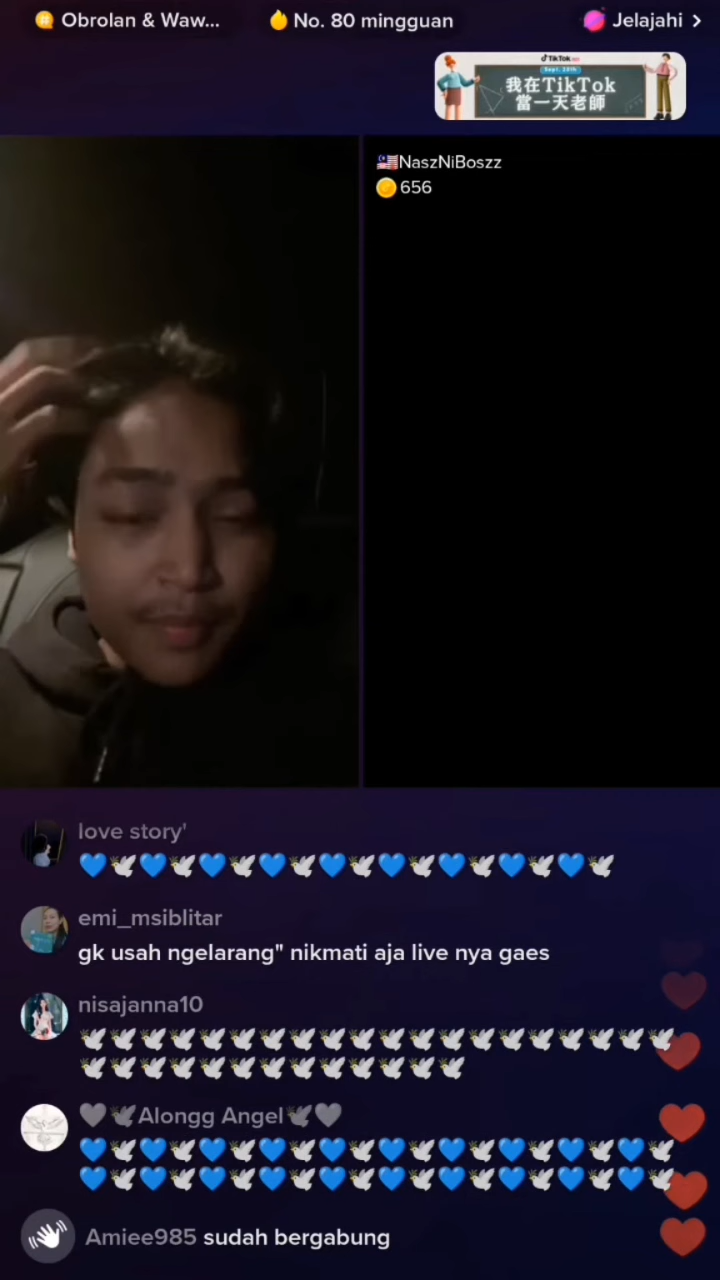 Obrolan & Waw...
No. 80 mingguan
Jelajahi >
TikTok
Sept. 28th
我在TikTok
當一天老師
🇲🇾NaszNiBoszz
656
love story'
💙🕊💙🕊💙🕊💙🕊💙🕊💙🕊💙🕊💙🕊💙🕊
emi_msiblitar
gk usah ngelarang" nikmati aja live nya gaes
nisajanna10
🕊🕊🕊🕊🕊🕊🕊🕊🕊🕊🕊🕊🕊🕊🕊🕊🕊🕊🕊🕊
🕊🕊🕊🕊🕊🕊🕊🕊🕊🕊🕊🕊🕊
🤍🕊Alongg Angel🕊🤍
💙🕊💙🕊💙🕊💙🕊💙🕊💙🕊💙🕊💙🕊💙🕊💙🕊
💙🕊💙🕊💙🕊💙🕊💙🕊💙🕊💙🕊💙🕊💙🕊💙🕊
Amiee985 sudah bergabung